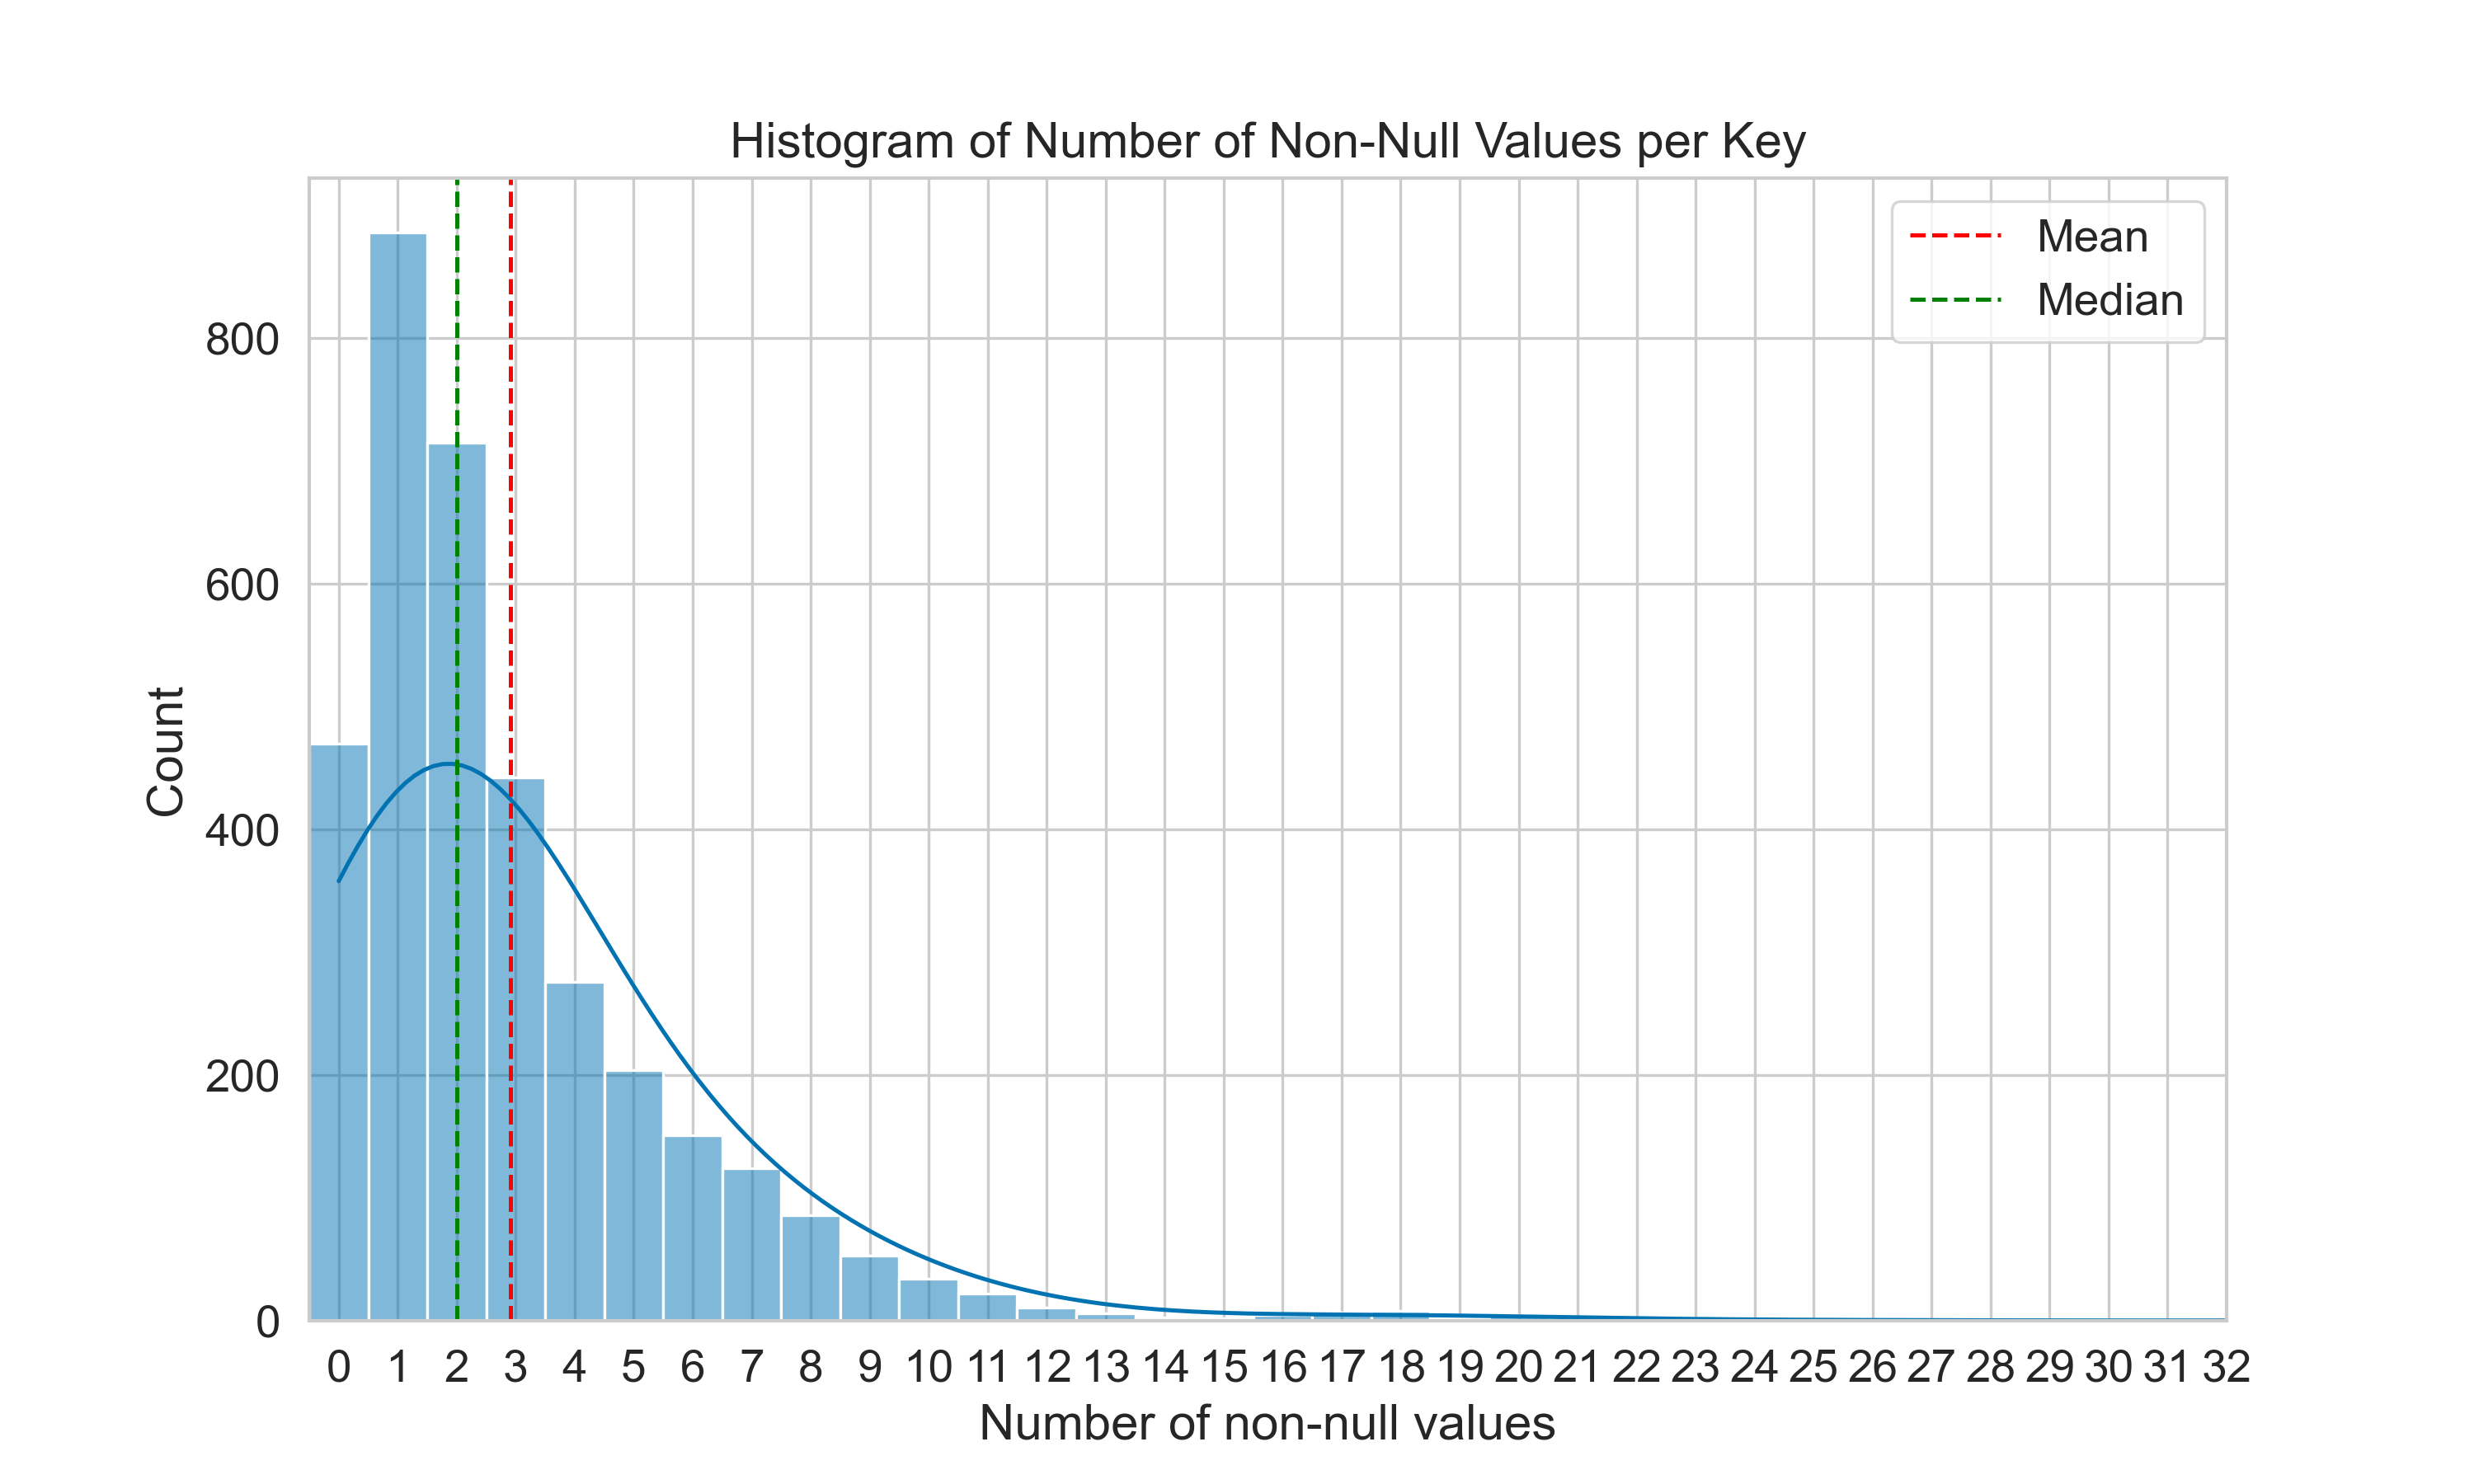 Histogram of Number of Non-Null Values per Key
Mean
Median
800
600
400
200
0
Count
0 1 2 3 4 5 6 7 8 9 10 11 12 13 14 15 16 17 18 19 20 21 22 23 24 25 26 27 28 29 30 31 32
Number of non-null values